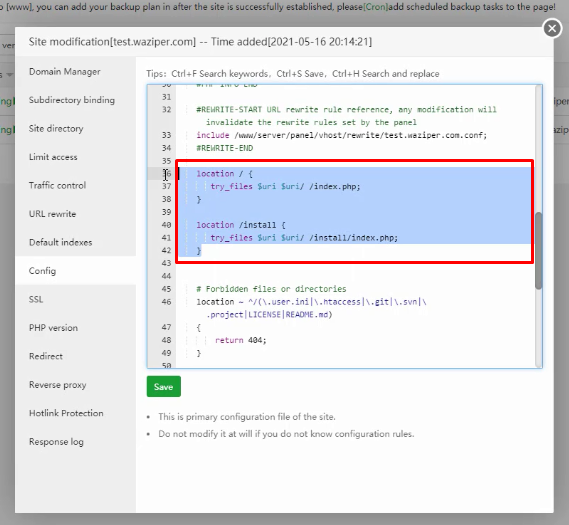 o [www], you can add your backup plan in after the site is successfully established, please[Cron]add scheduled backup tasks to the page!
Site modification[test.waziper.com] -- Time added[2021-05-16 20:14:21]
Domain Manager
Subdirectory binding
Site directory
Limit access
Traffic control
URL rewrite
Default indexes
Config
SSL
PHP version
Redirect
Reverse proxy
Hotlink Protection
Response log
Tips: Ctrl+F Search keywords, Ctrl+S Save, Ctrl+H Search and replace
30 #PHP-INFO-END
31
32 #REWRITE-START URL rewrite rule reference, any modification will
invalidate the rewrite rules set by the panel
33 include /www/server/panel/vhost/rewrite/test.waziper.com.conf;
34 #REWRITE-END
35
36 location / {
37 try_files $uri $uri/ /index.php;
38 }
39
40 location /install {
41 try_files $uri $uri/ /install/index.php;
42 }
43
44
45 # Forbidden files or directories
46 location ~ ^/(\.user.ini|\.htaccess|\.git|\.svn|\
.project|LICENSE|README.md)
47 {
48 return 404;
49 }
50
Save
• This is primary configuration file of the site.
• Do not modify it at will if you do not know configuration rules.